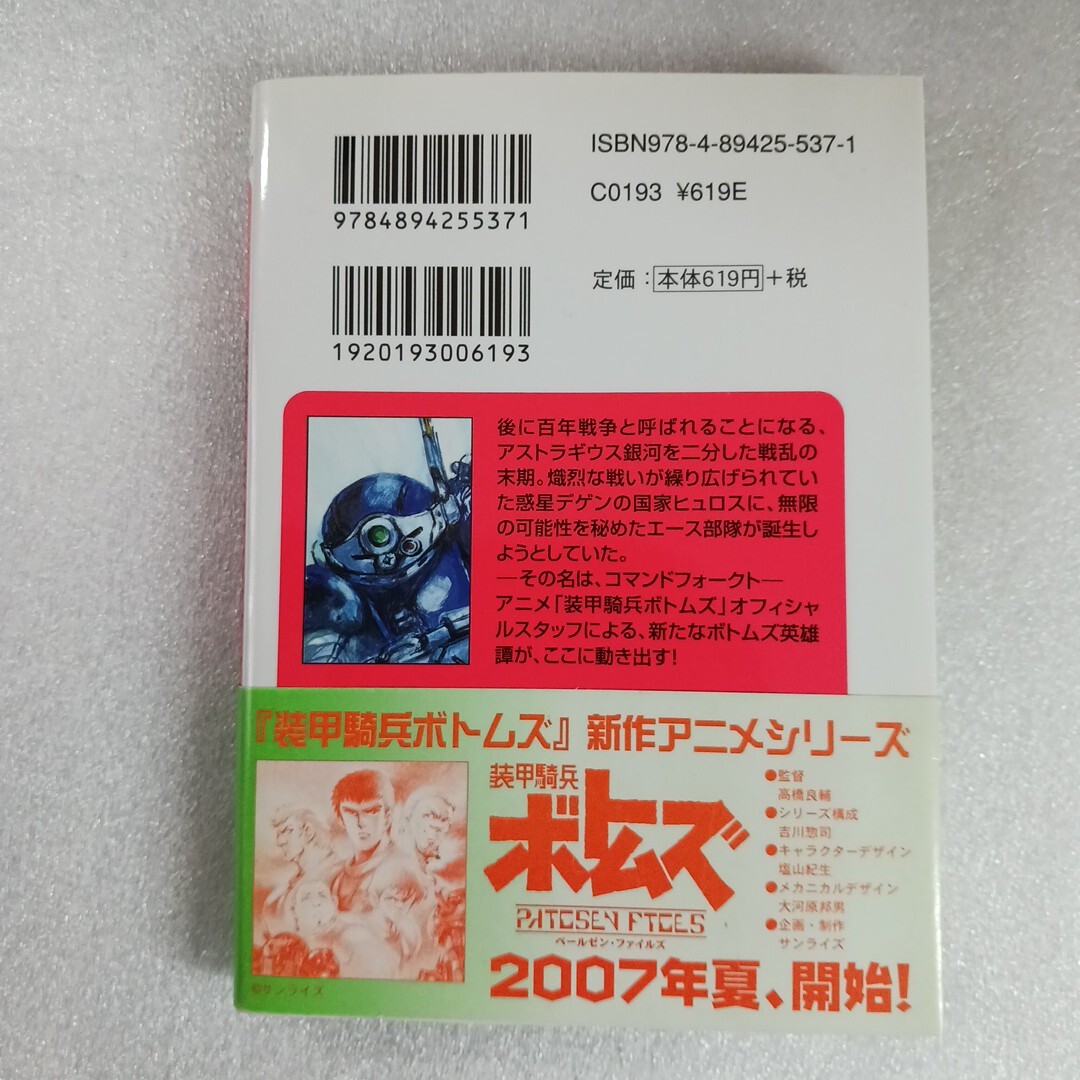 ISBN978-4-89425-537-1
C0193 ¥619E
9784894255371
定価：本体619円＋税
1920193006193
後に百年戦争と呼ばれることになる、
アストラギウス銀河を二分した戦乱の
末期。熾烈な戦いが繰り広げられてい
た惑星デゲンの国家ヒュロスに、無限
の可能性を秘めたエース部隊が誕生し
ようとしていた。
―その名は、コマンドフォークト―
アニメ「装甲騎兵ボトムズ」オフィシャ
ルスタッフによる、新たなボトムズ英雄
譚が、ここに動き出す!
『装甲騎兵ボトムズ』新作アニメシリーズ
装甲騎兵
ボトムズ
PAILSEN FILES
ペールゼン・ファイルズ
●監督
高橋良輔
●シリーズ構成
吉川惣司
●キャラクターデザイン
塩山紀生
●メカニカルデザイン
大河原邦男
●企画・制作
サンライズ
2007年夏、開始!
©サンライズ